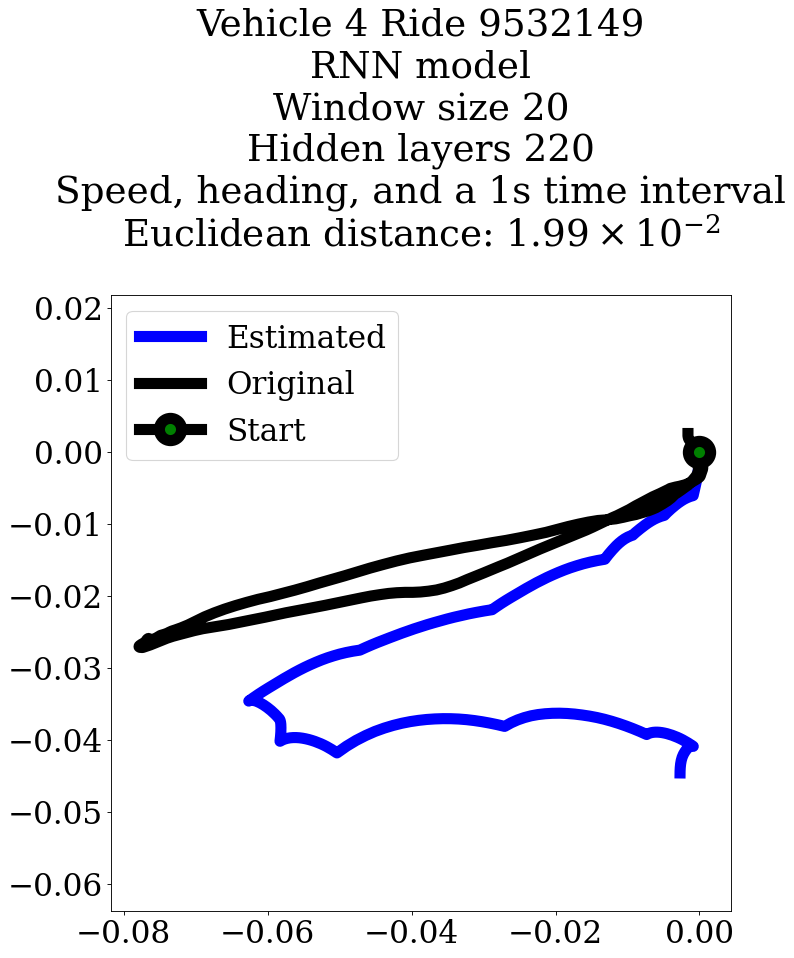 Vehicle 4 Ride 9532149
RNN model
Window size 20
Hidden layers 220
Speed, heading, and a 1s time interval
Euclidean distance: 1.99 × 10⁻²
Estimated
Original
Start
0.02
0.01
0.00
−0.01
−0.02
−0.03
−0.04
−0.05
−0.06
−0.08 −0.06 −0.04 −0.02 0.00